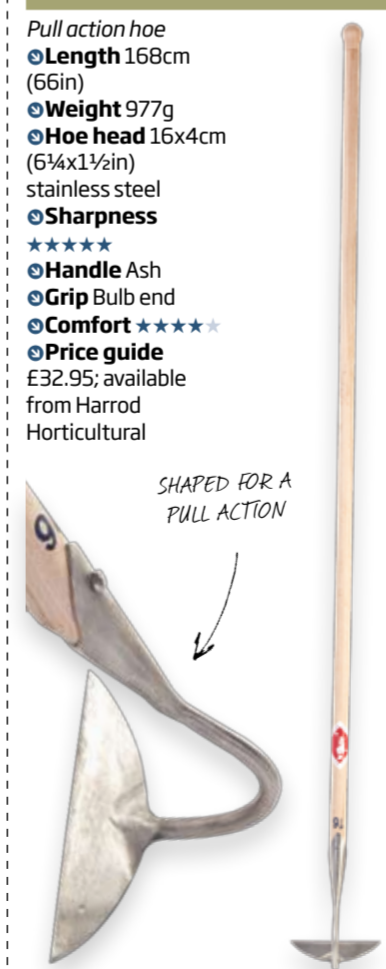 Pull action hoe
Length 168cm
(66in)
Weight 977g
Hoe head 16x4cm
(6¼x1½in)
stainless steel
Sharpness
★★★★★
Handle Ash
Grip Bulb end
Comfort ★★★★★
Price guide
£32.95; available
from Harrod
Horticultural
SHAPED FOR A
PULL ACTION